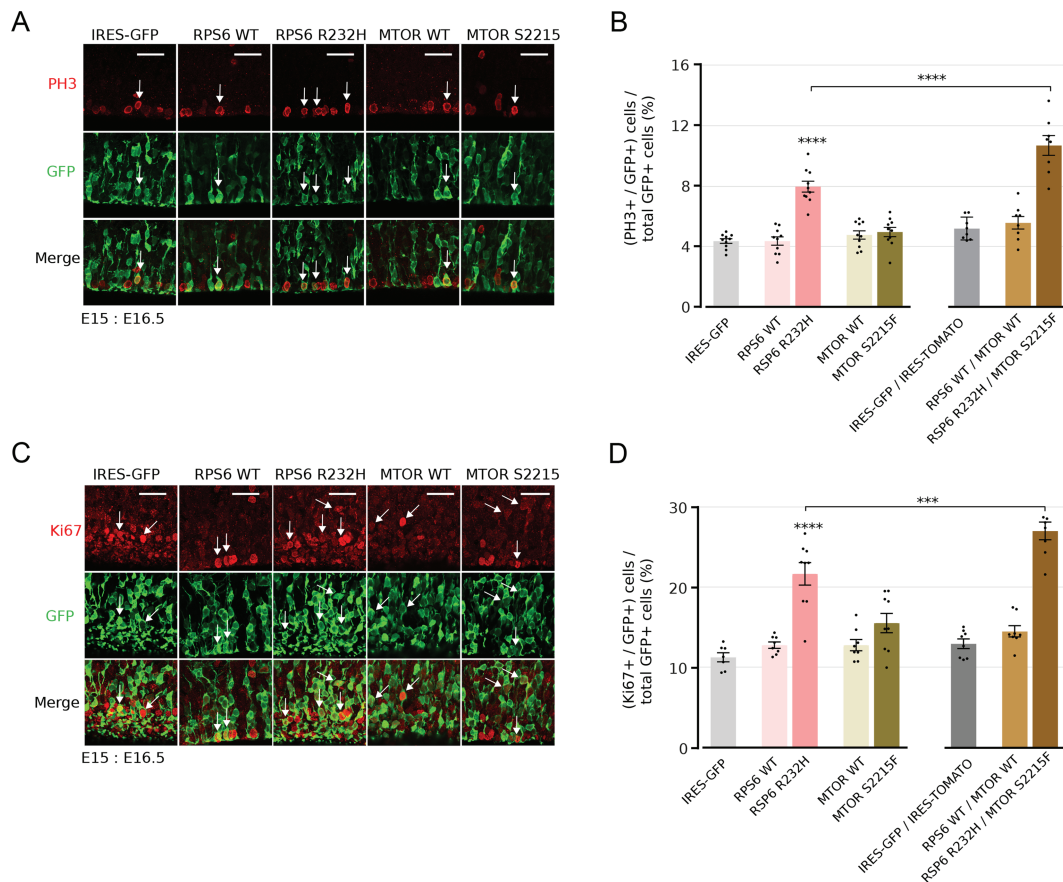 A
IRES-GFP RPS6 WT RPS6 R232H MTOR WT MTOR S2215
PH3
GFP
Merge
E15 : E16.5
B
(PH3+ / GFP+) cells /
total GFP+ cells (%)
16
12
8
4
0
****
****
IRES-GFP
RPS6 WT
RSP6 R232H
MTOR WT
MTOR S2215F
IRES-GFP / IRES-TOMATO
RPS6 WT / MTOR WT
RSP6 R232H / MTOR S2215F
C
IRES-GFP RPS6 WT RPS6 R232H MTOR WT MTOR S2215
Ki67
GFP
Merge
E15 : E16.5
D
(Ki67+ / GFP+) cells /
total GFP+ cells (%)
30
20
10
0
***
****
IRES-GFP
RPS6 WT
RSP6 R232H
MTOR WT
MTOR S2215F
IRES-GFP / IRES-TOMATO
RPS6 WT / MTOR WT
RSP6 R232H / MTOR S2215F